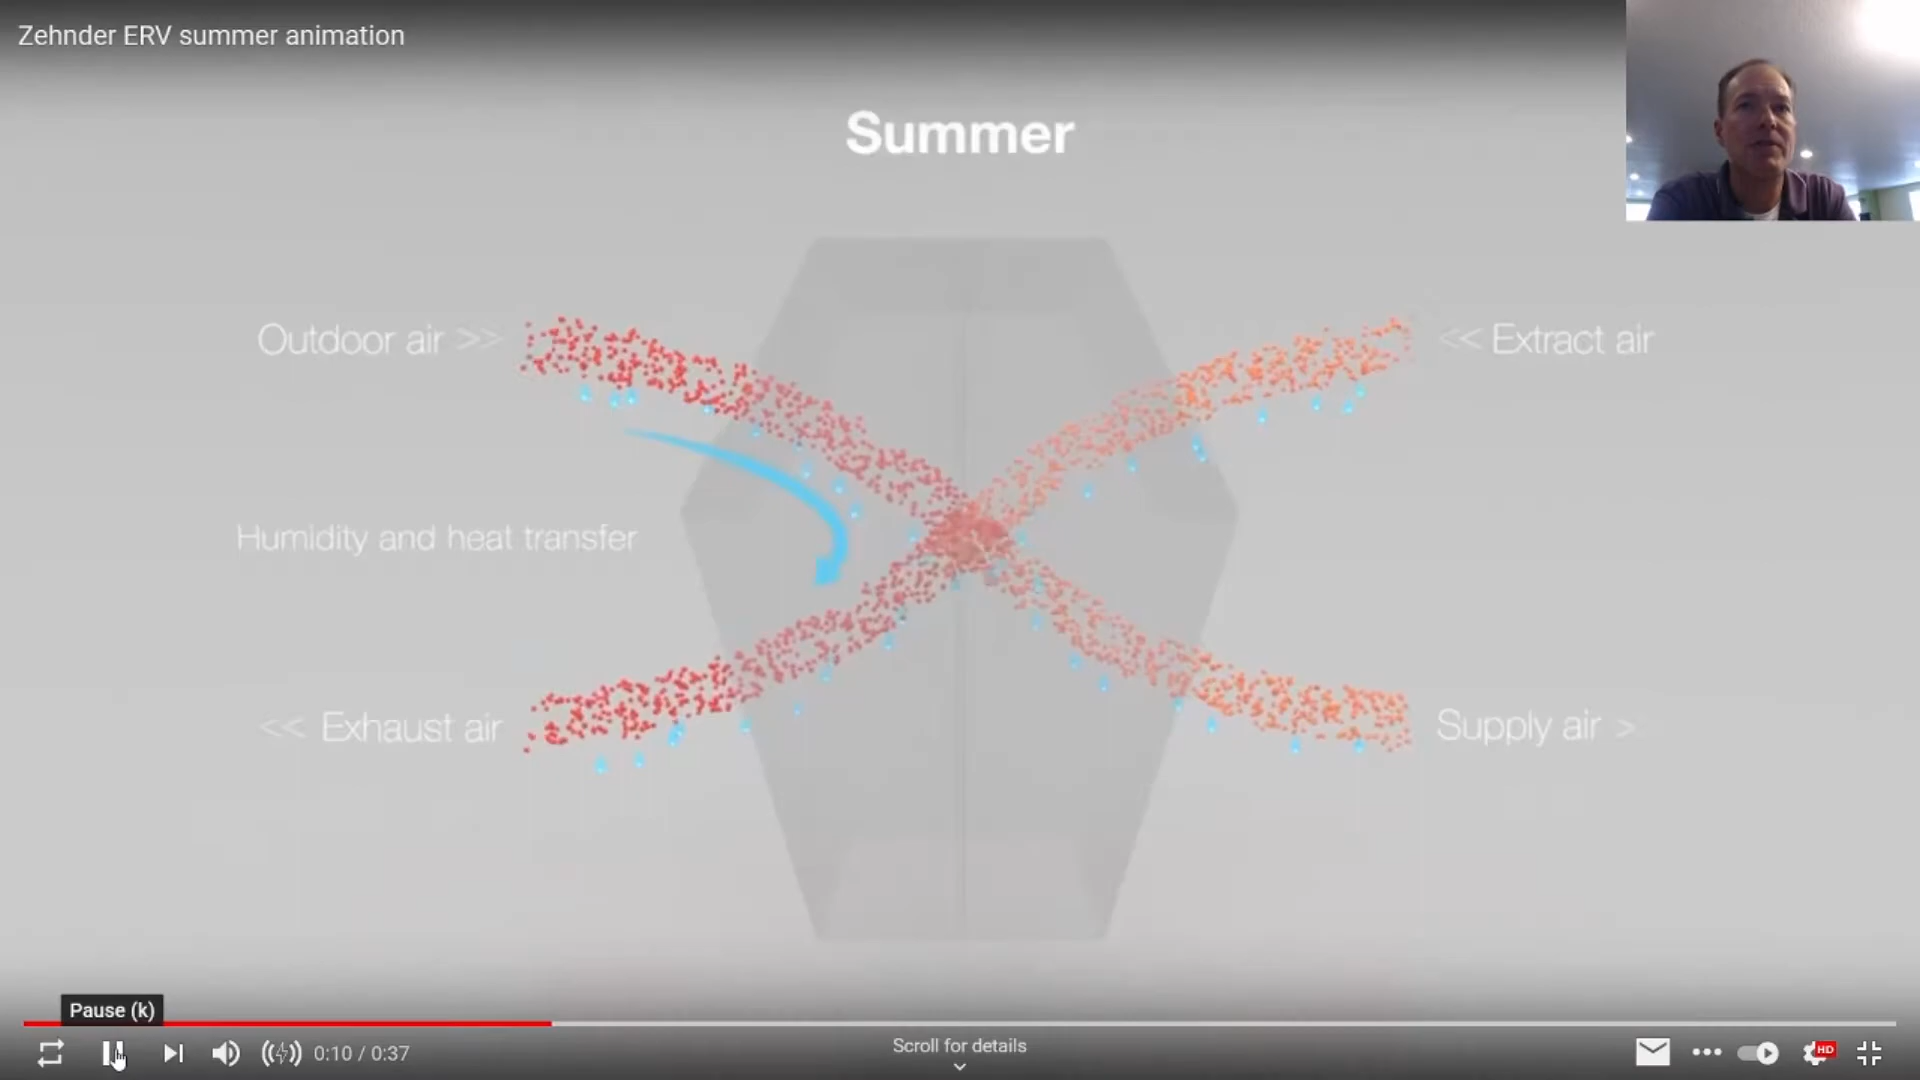 Zehnder ERV summer animation
Summer
Outdoor air >>
<< Extract air
Humidity and heat transfer
<< Exhaust air
Supply air >
Pause (k)
0:10 / 0:37
Scroll for details
HD